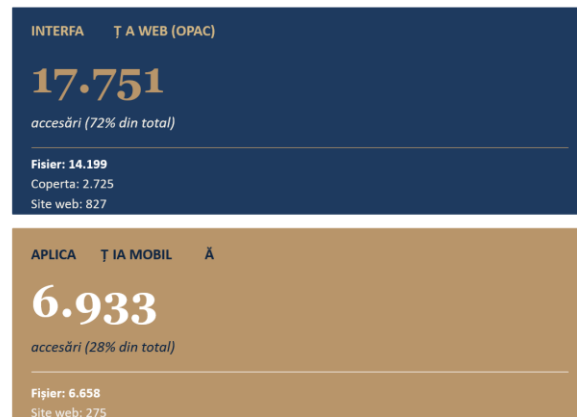 INTERFA Ț A WEB (OPAC)
17.751
accesări (72% din total)
Fisier: 14.199
Coperta: 2.725
Site web: 827
APLICA Ț IA MOBIL Ă
6.933
accesări (28% din total)
Fișier: 6.658
Site web: 275